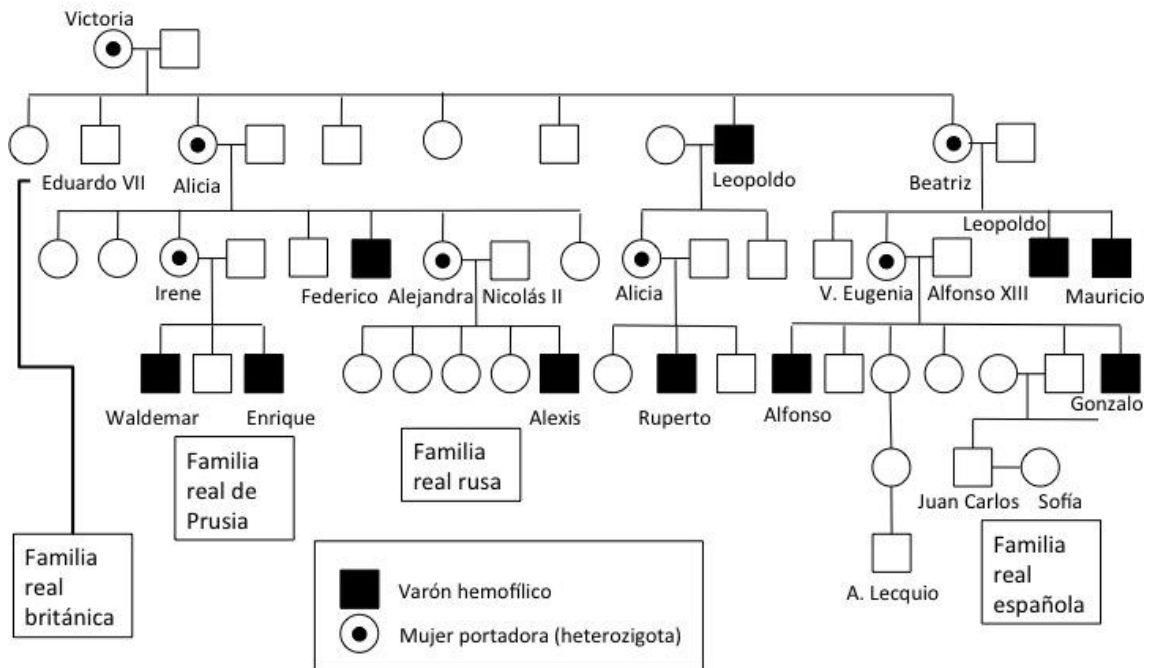 Victoria
Eduardo VII
Alicia
Leopoldo
Beatriz
Leopoldo
Irene
Federico
Alejandra
Nicolás II
Alicia
V. Eugenia
Alfonso XIII
Mauricio
Waldemar
Enrique
Alexis
Ruperto
Alfonso
Gonzalo
Familia
real de
Prusia
Familia
real rusa
Juan Carlos
Sofía
Familia
real
británica
A. Lecquio
Familia
real
española
Varón hemofílico
Mujer portadora (heterozigota)